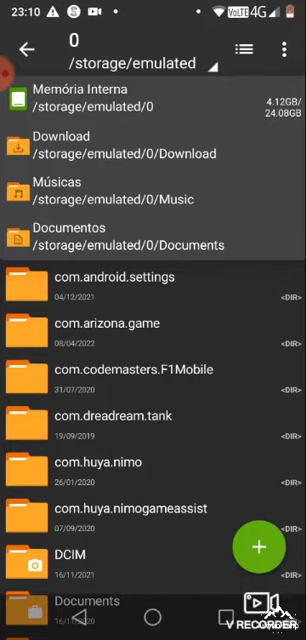 23:10
VoLTE 4G
0
/storage/emulated
Memória Interna
/storage/emulated/0
4.12GB/
24.08GB
Download
/storage/emulated/0/Download
Músicas
/storage/emulated/0/Music
Documentos
/storage/emulated/0/Documents
com.android.settings
04/12/2021
<DIR>
com.arizona.game
08/04/2022
<DIR>
com.codemasters.F1Mobile
31/07/2020
<DIR>
com.dreadream.tank
19/09/2019
<DIR>
com.huya.nimo
26/01/2020
<DIR>
com.huya.nimogameassist
07/09/2020
<DIR>
DCIM
16/11/2021
<DIR>
Documents
V RECORDER